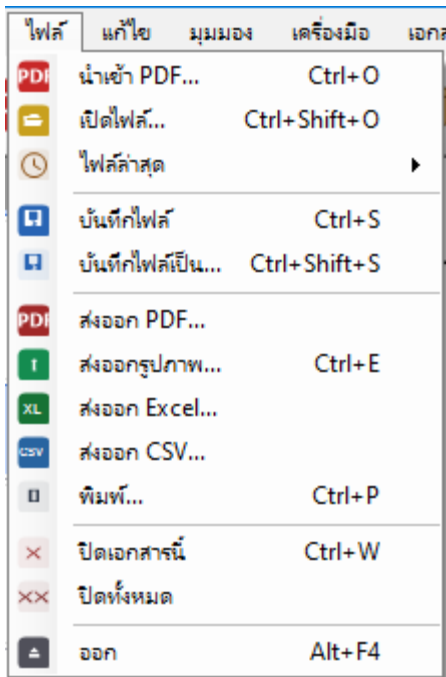 ไฟล์ แก้ไข มุมมอง เครื่องมือ
PDF นำเข้า PDF... Ctrl+O
เปิดไฟล์... Ctrl+Shift+O
ไฟล์ล่าสุด
บันทึกไฟล์ Ctrl+S
บันทึกไฟล์เป็น... Ctrl+Shift+S
PDF ส่งออก PDF...
ส่งออกรูปภาพ... Ctrl+E
XL ส่งออก Excel...
CSV ส่งออก CSV...
พิมพ์... Ctrl+P
ปิดเอกสารนี้ Ctrl+W
ปิดทั้งหมด
ออก Alt+F4